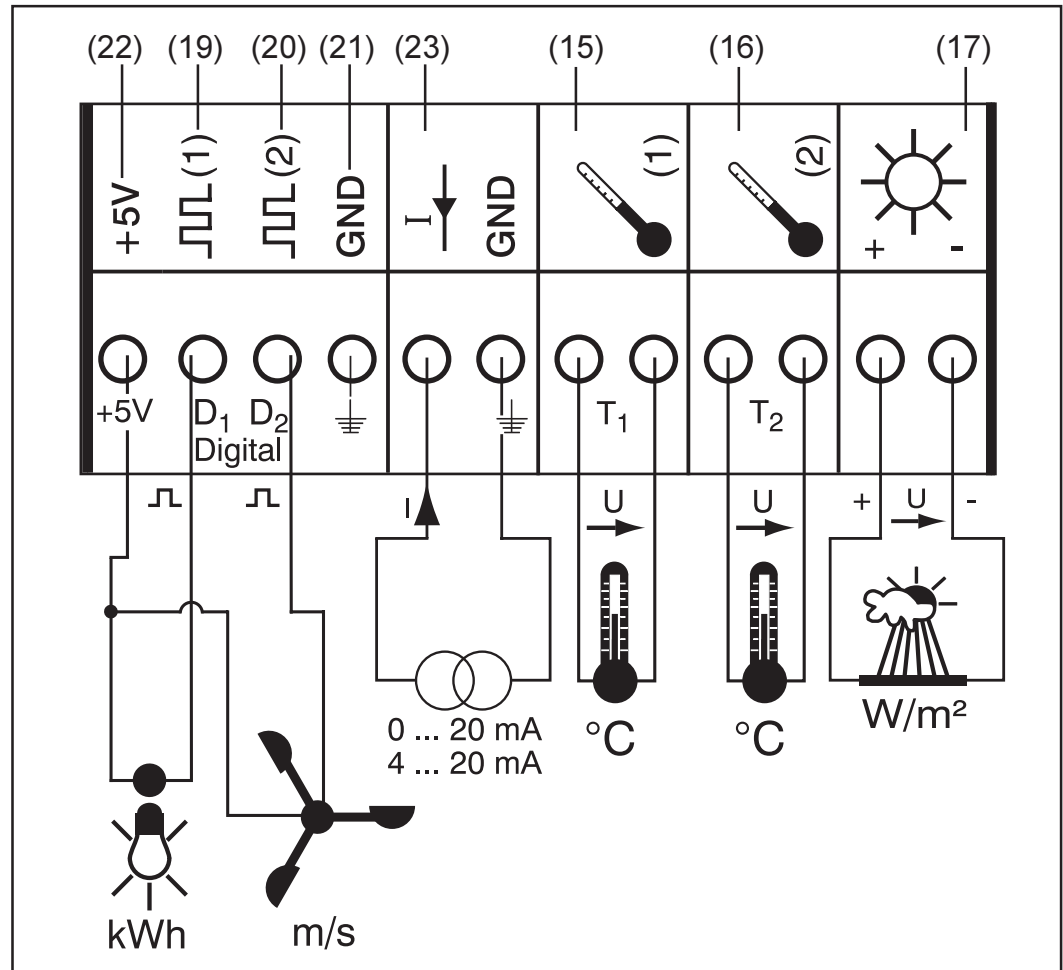 (22) (19) (20) (21) (23) (15) (16) (17)
+5V
(1)
(2)
GND
I
GND
(1)
(2)
+ -
+5V D₁ D₂ T₁ T₂
Digital
I U U + U -
0 ... 20 mA
4 ... 20 mA
°C
°C
W/m²
kWh
m/s